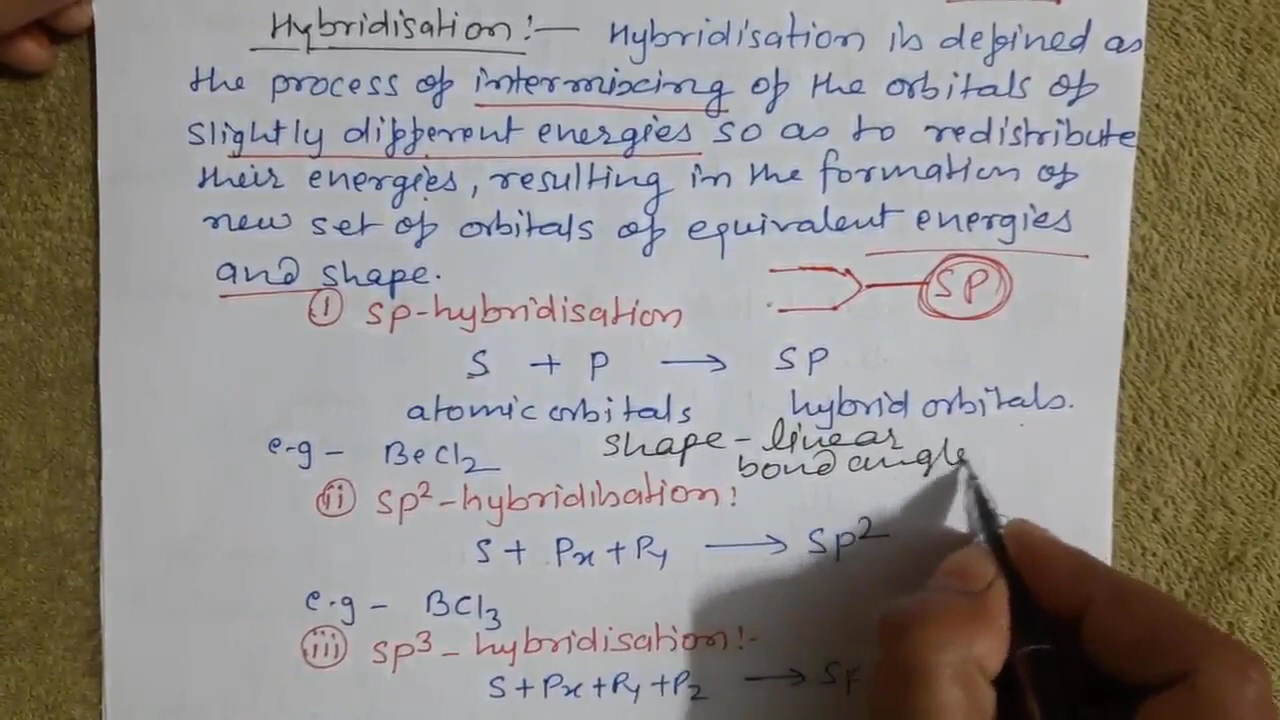 Hybridisation:- Hybridisation is defined as
the process of intermixing of the orbitals of
slightly different energies so as to redistribute
their energies, resulting in the formation of
new set of orbitals of equivalent energies
and shape.
SP
(i) sp-hybridisation
S + P → SP
atomic orbitals hybrid orbitals.
e.g - BeCl2 shape - linear
bond angle
(ii) sp²-hybridisation:
S + Px + Py → sp²
e.g - BCl3
(iii) sp³-hybridisation:-
S + Px + Py + Pz → SP